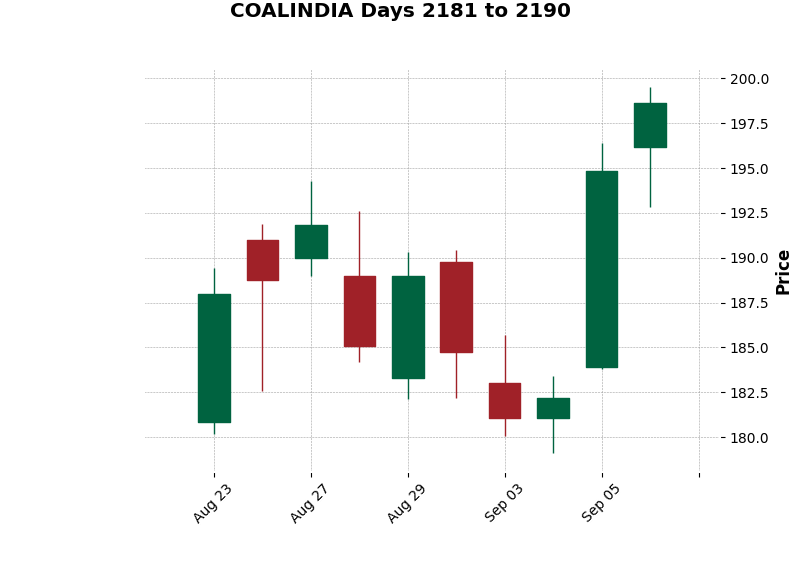 COALINDIA Days 2181 to 2190
200.0
197.5
195.0
192.5
190.0
187.5
185.0
182.5
180.0
Price
Aug 23
Aug 27
Aug 29
Sep 03
Sep 05